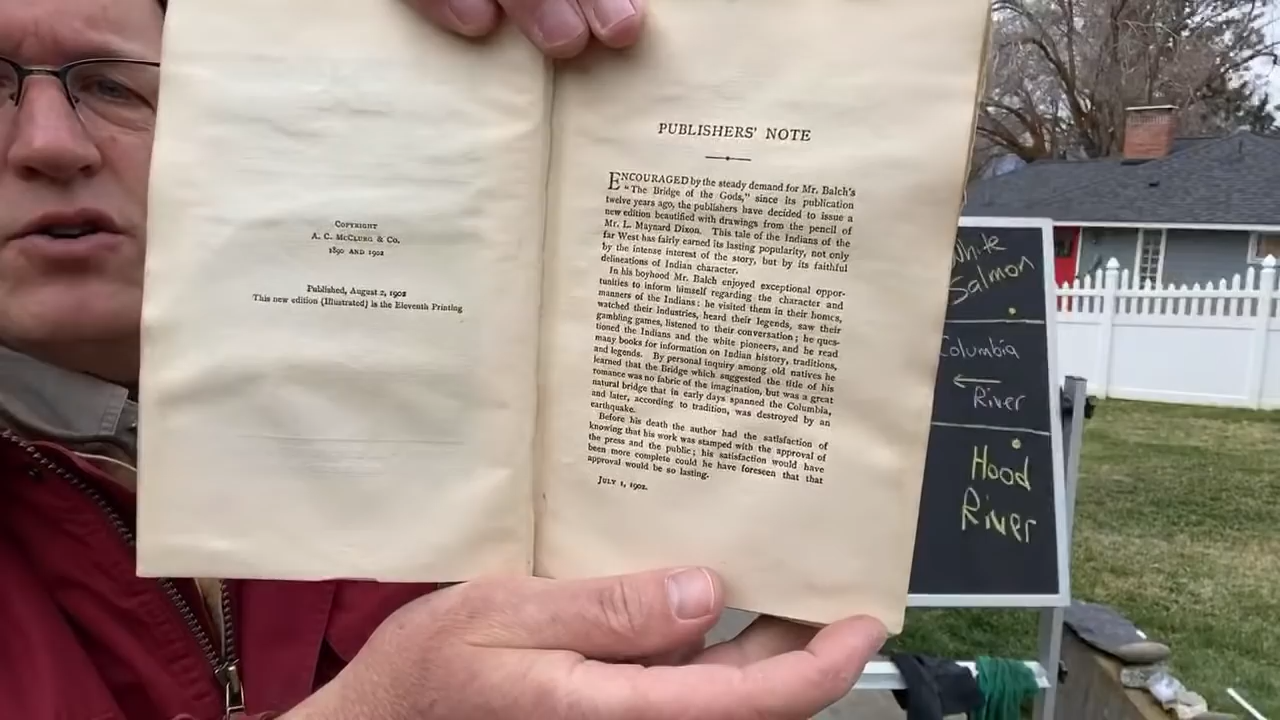 COPYRIGHT
A. C. McCLURG & CO.
1890 AND 1902
Published, August 2, 1902
This new edition (Illustrated) is the Eleventh Printing
PUBLISHERS' NOTE
ENCOURAGED by the steady demand for Mr. Balch's
"The Bridge of the Gods," since its publication
twelve years ago, the publishers have decided to issue a
new edition beautified with drawings from the pencil of
Mr. L. Maynard Dixon. This tale of the Indians of the
far West has fairly earned its lasting popularity, not only
by the intense interest of the story, but by its faithful
delineations of Indian character.
In his boyhood Mr. Balch enjoyed exceptional oppor-
tunities to inform himself regarding the character and
manners of the Indians: he visited them in their homes,
watched their industries, heard their legends, saw their
gambling games, listened to their conversation; he ques-
tioned the Indians and the white pioneers, and he read
many books for information on Indian history, traditions,
and legends. By personal inquiry among old natives he
learned that the Bridge which suggested the title of his
romance was no fabric of the imagination, but was a great
natural bridge that in early days spanned the Columbia,
and later, according to tradition, was destroyed by an
earthquake.
Before his death the author had the satisfaction of
knowing that his work was stamped with the approval of
the press and the public; his satisfaction would have
been more complete could he have foreseen that that
approval would be so lasting.
JULY 1, 1902.
White
Salmon
Columbia
River
Hood
River